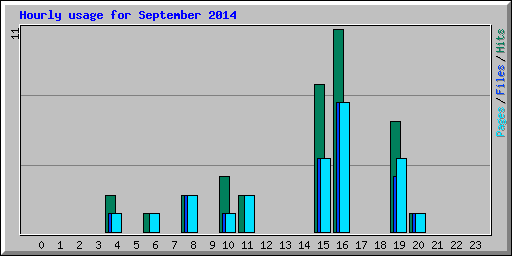 Hourly usage for September 2014
11
Pages / Files / Hits
0 1 2 3 4 5 6 7 8 9 10 11 12 13 14 15 16 17 18 19 20 21 22 23